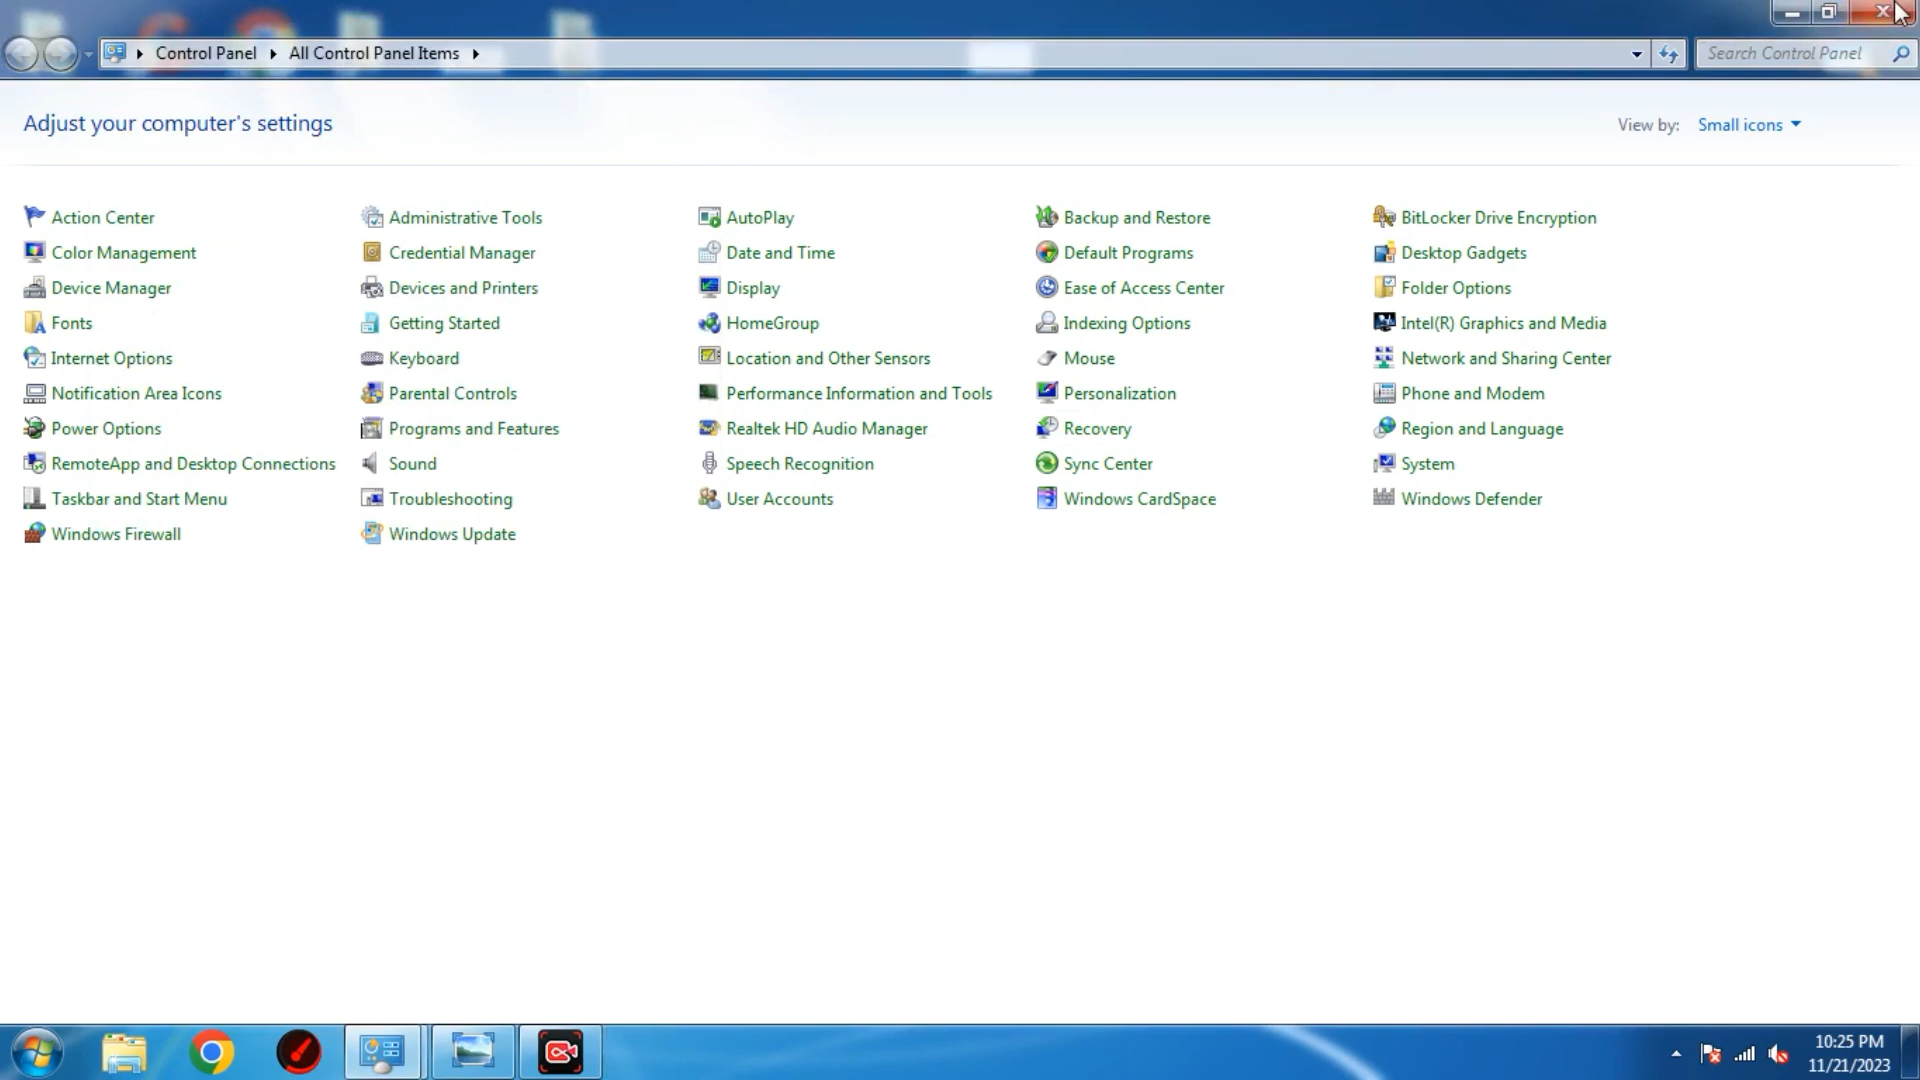 Control Panel All Control Panel Items Search Control Panel
Adjust your computer's settings View by: Small icons
Action Center Administrative Tools AutoPlay Backup and Restore BitLocker Drive Encryption
Color Management Credential Manager Date and Time Default Programs Desktop Gadgets
Device Manager Devices and Printers Display Ease of Access Center Folder Options
Fonts Getting Started HomeGroup Indexing Options Intel(R) Graphics and Media
Internet Options Keyboard Location and Other Sensors Mouse Network and Sharing Center
Notification Area Icons Parental Controls Performance Information and Tools Personalization Phone and Modem
Power Options Programs and Features Realtek HD Audio Manager Recovery Region and Language
RemoteApp and Desktop Connections Sound Speech Recognition Sync Center System
Taskbar and Start Menu Troubleshooting User Accounts Windows CardSpace Windows Defender
Windows Firewall Windows Update
10:25 PM
11/21/2023